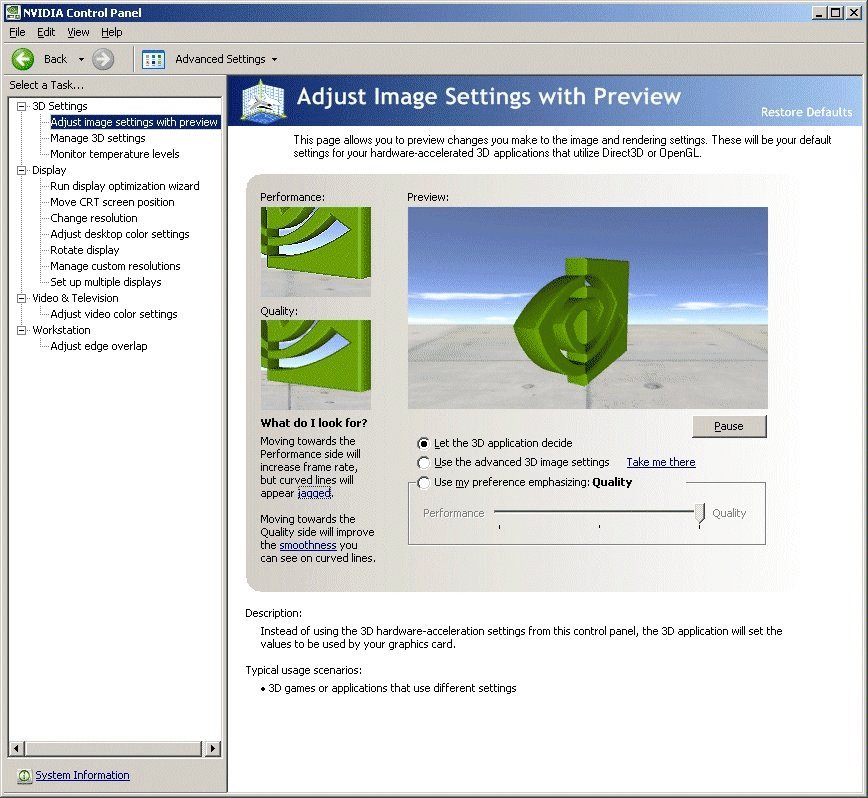 NVIDIA Control Panel
File Edit View Help
Back Advanced Settings
Select a Task...
3D Settings
Adjust image settings with preview
Manage 3D settings
Monitor temperature levels
Display
Run display optimization wizard
Move CRT screen position
Change resolution
Adjust desktop color settings
Rotate display
Manage custom resolutions
Set up multiple displays
Video & Television
Adjust video color settings
Workstation
Adjust edge overlap
System Information
Adjust Image Settings with Preview
Restore Defaults
This page allows you to preview changes you make to the image and rendering settings. These will be your default
settings for your hardware-accelerated 3D applications that utilize Direct3D or OpenGL.
Performance:
Quality:
What do I look for?
Moving towards the
Performance side will
increase frame rate,
but curved lines will
appear jagged.
Moving towards the
Quality side will improve
the smoothness you
can see on curved lines.
Preview:
Pause
Let the 3D application decide
Use the advanced 3D image settings Take me there
Use my preference emphasizing: Quality
Performance Quality
Description:
Instead of using the 3D hardware-acceleration settings from this control panel, the 3D application will set the
values to be used by your graphics card.
Typical usage scenarios:
• 3D games or applications that use different settings